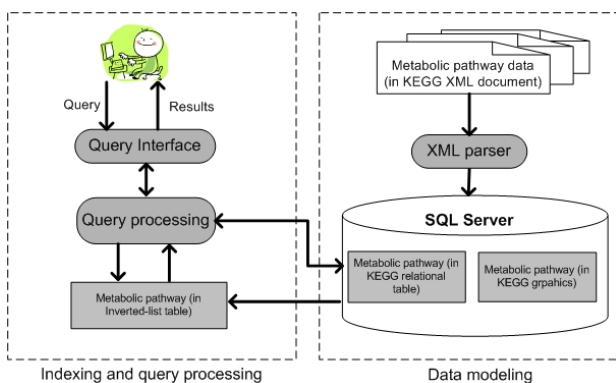 Query
Results
Query Interface
Query processing
Metabolic pathway (in
Inverted-list table)
Indexing and query processing
Metabolic pathway data
(in KEGG XML document)
XML parser
SQL Server
Metabolic pathway (in
KEGG relational
table)
Metabolic pathway (in
KEGG grpahics)
Data modeling